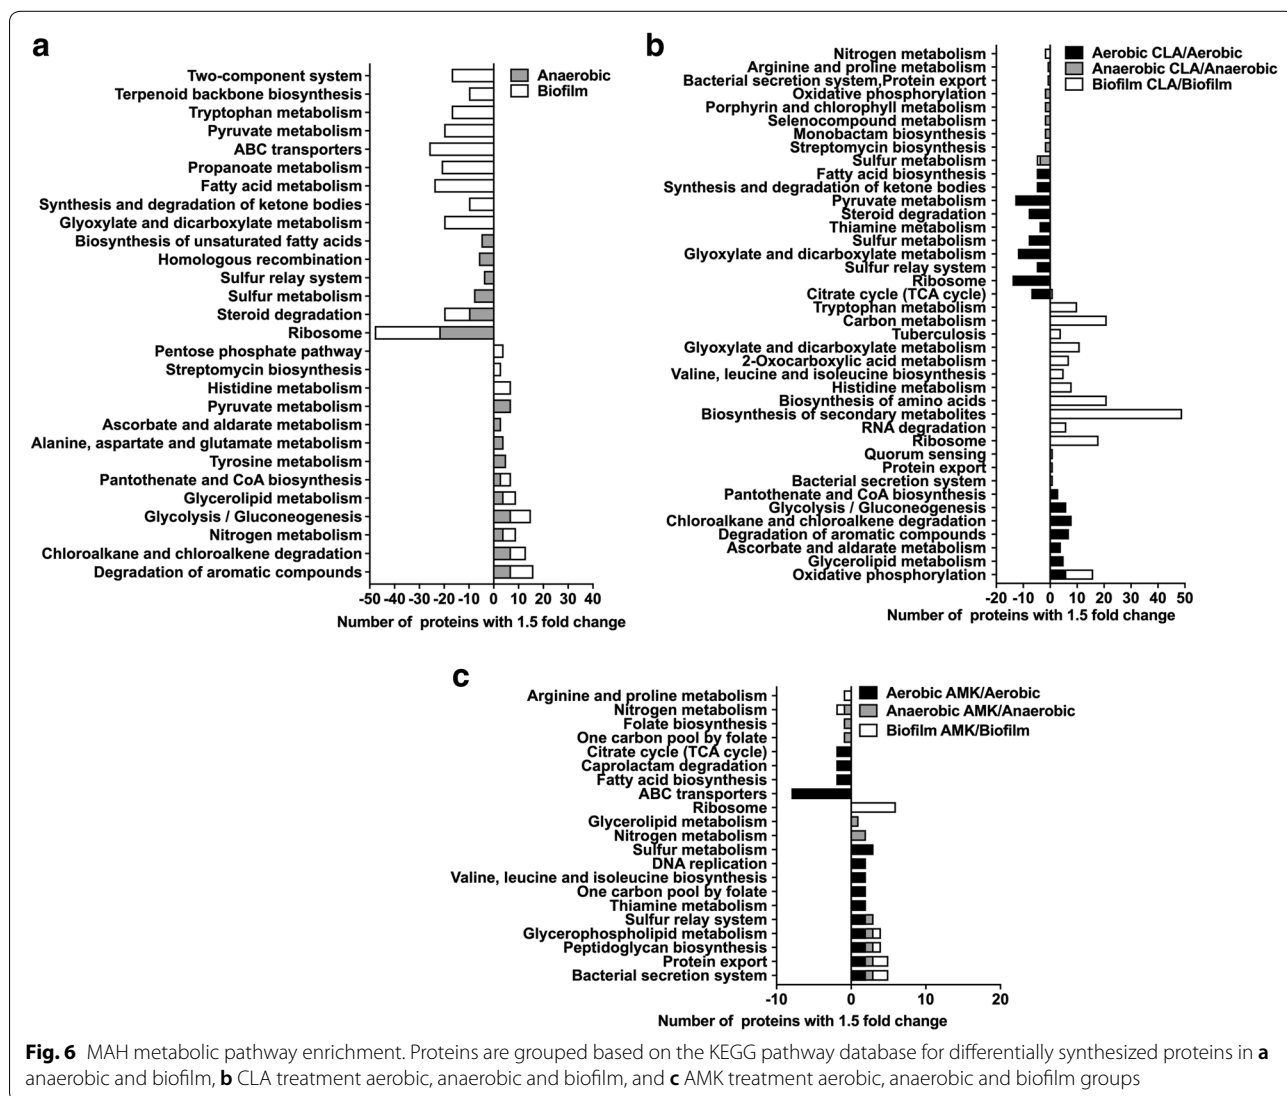 a
Two-component system
Terpenoid backbone biosynthesis
Tryptophan metabolism
Pyruvate metabolism
ABC transporters
Propanoate metabolism
Fatty acid metabolism
Synthesis and degradation of ketone bodies
Glyoxylate and dicarboxylate metabolism
Biosynthesis of unsaturated fatty acids
Homologous recombination
Sulfur relay system
Sulfur metabolism
Steroid degradation
Ribosome
Pentose phosphate pathway
Streptomycin biosynthesis
Histidine metabolism
Pyruvate metabolism
Ascorbate and aldarate metabolism
Alanine, aspartate and glutamate metabolism
Tyrosine metabolism
Pantothenate and CoA biosynthesis
Glycerolipid metabolism
Glycolysis / Gluconeogenesis
Nitrogen metabolism
Chloroalkane and chloroalkene degradation
Degradation of aromatic compounds
Anaerobic
Biofilm
-50 -40 -30 -20 -10 0 10 20 30 40
Number of proteins with 1.5 fold change
b
Nitrogen metabolism
Arginine and proline metabolism
Bacterial secretion system,Protein export
Oxidative phosphorylation
Porphyrin and chlorophyll metabolism
Selenocompound metabolism
Monobactam biosynthesis
Streptomycin biosynthesis
Sulfur metabolism
Fatty acid biosynthesis
Synthesis and degradation of ketone bodies
Pyruvate metabolism
Steroid degradation
Thiamine metabolism
Sulfur metabolism
Glyoxylate and dicarboxylate metabolism
Sulfur relay system
Ribosome
Citrate cycle (TCA cycle)
Tryptophan metabolism
Carbon metabolism
Tuberculosis
Glyoxylate and dicarboxylate metabolism
2-Oxocarboxylic acid metabolism
Valine, leucine and isoleucine biosynthesis
Histidine metabolism
Biosynthesis of amino acids
Biosynthesis of secondary metabolites
RNA degradation
Ribosome
Quorum sensing
Protein export
Bacterial secretion system
Pantothenate and CoA biosynthesis
Glycolysis / Gluconeogenesis
Chloroalkane and chloroalkene degradation
Degradation of aromatic compounds
Ascorbate and aldarate metabolism
Glycerolipid metabolism
Oxidative phosphorylation
Aerobic CLA/Aerobic
Anaerobic CLA/Anaerobic
Biofilm CLA/Biofilm
-20 -10 0 10 20 30 40 50
Number of proteins with 1.5 fold change
c
Arginine and proline metabolism
Nitrogen metabolism
Folate biosynthesis
One carbon pool by folate
Citrate cycle (TCA cycle)
Caprolactam degradation
Fatty acid biosynthesis
ABC transporters
Ribosome
Glycerolipid metabolism
Nitrogen metabolism
Sulfur metabolism
DNA replication
Valine, leucine and isoleucine biosynthesis
One carbon pool by folate
Thiamine metabolism
Sulfur relay system
Glycerophospholipid metabolism
Peptidoglycan biosynthesis
Protein export
Bacterial secretion system
Aerobic AMK/Aerobic
Anaerobic AMK/Anaerobic
Biofilm AMK/Biofilm
-10 0 10 20
Number of proteins with 1.5 fold change
Fig. 6 MAH metabolic pathway enrichment. Proteins are grouped based on the KEGG pathway database for differentially synthesized proteins in a
anaerobic and biofilm, b CLA treatment aerobic, anaerobic and biofilm, and c AMK treatment aerobic, anaerobic and biofilm groups